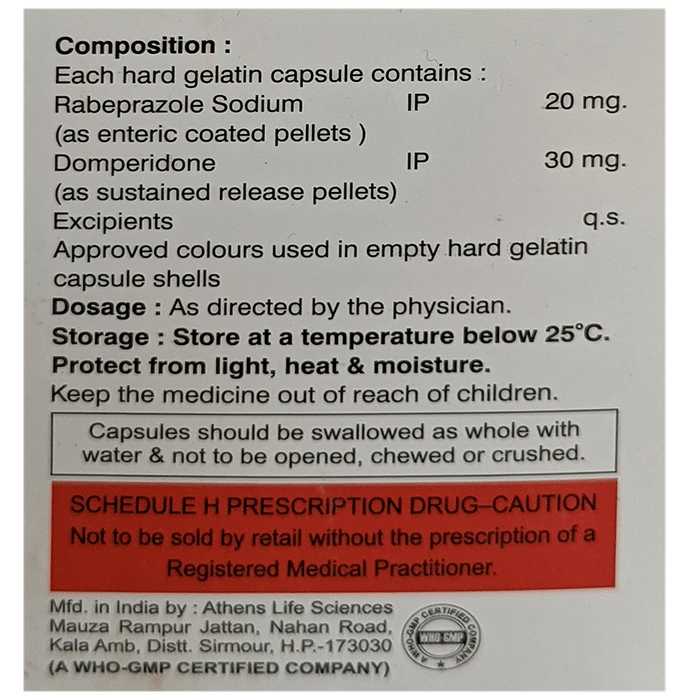 Composition :
Each hard gelatin capsule contains :
Rabeprazole Sodium IP 20 mg.
(as enteric coated pellets )
Domperidone IP 30 mg.
(as sustained release pellets)
Excipients q.s.
Approved colours used in empty hard gelatin
capsule shells
Dosage : As directed by the physician.
Storage : Store at a temperature below 25°C.
Protect from light, heat & moisture.
Keep the medicine out of reach of children.
Capsules should be swallowed as whole with
water & not to be opened, chewed or crushed.
SCHEDULE H PRESCRIPTION DRUG–CAUTION
Not to be sold by retail without the prescription of a
Registered Medical Practitioner.
Mfd. in India by : Athens Life Sciences
Mauza Rampur Jattan, Nahan Road,
Kala Amb, Distt. Sirmour, H.P.-173030
(A WHO-GMP CERTIFIED COMPANY)
A WHO-GMP CERTIFIED COMPANY
WHO GMP